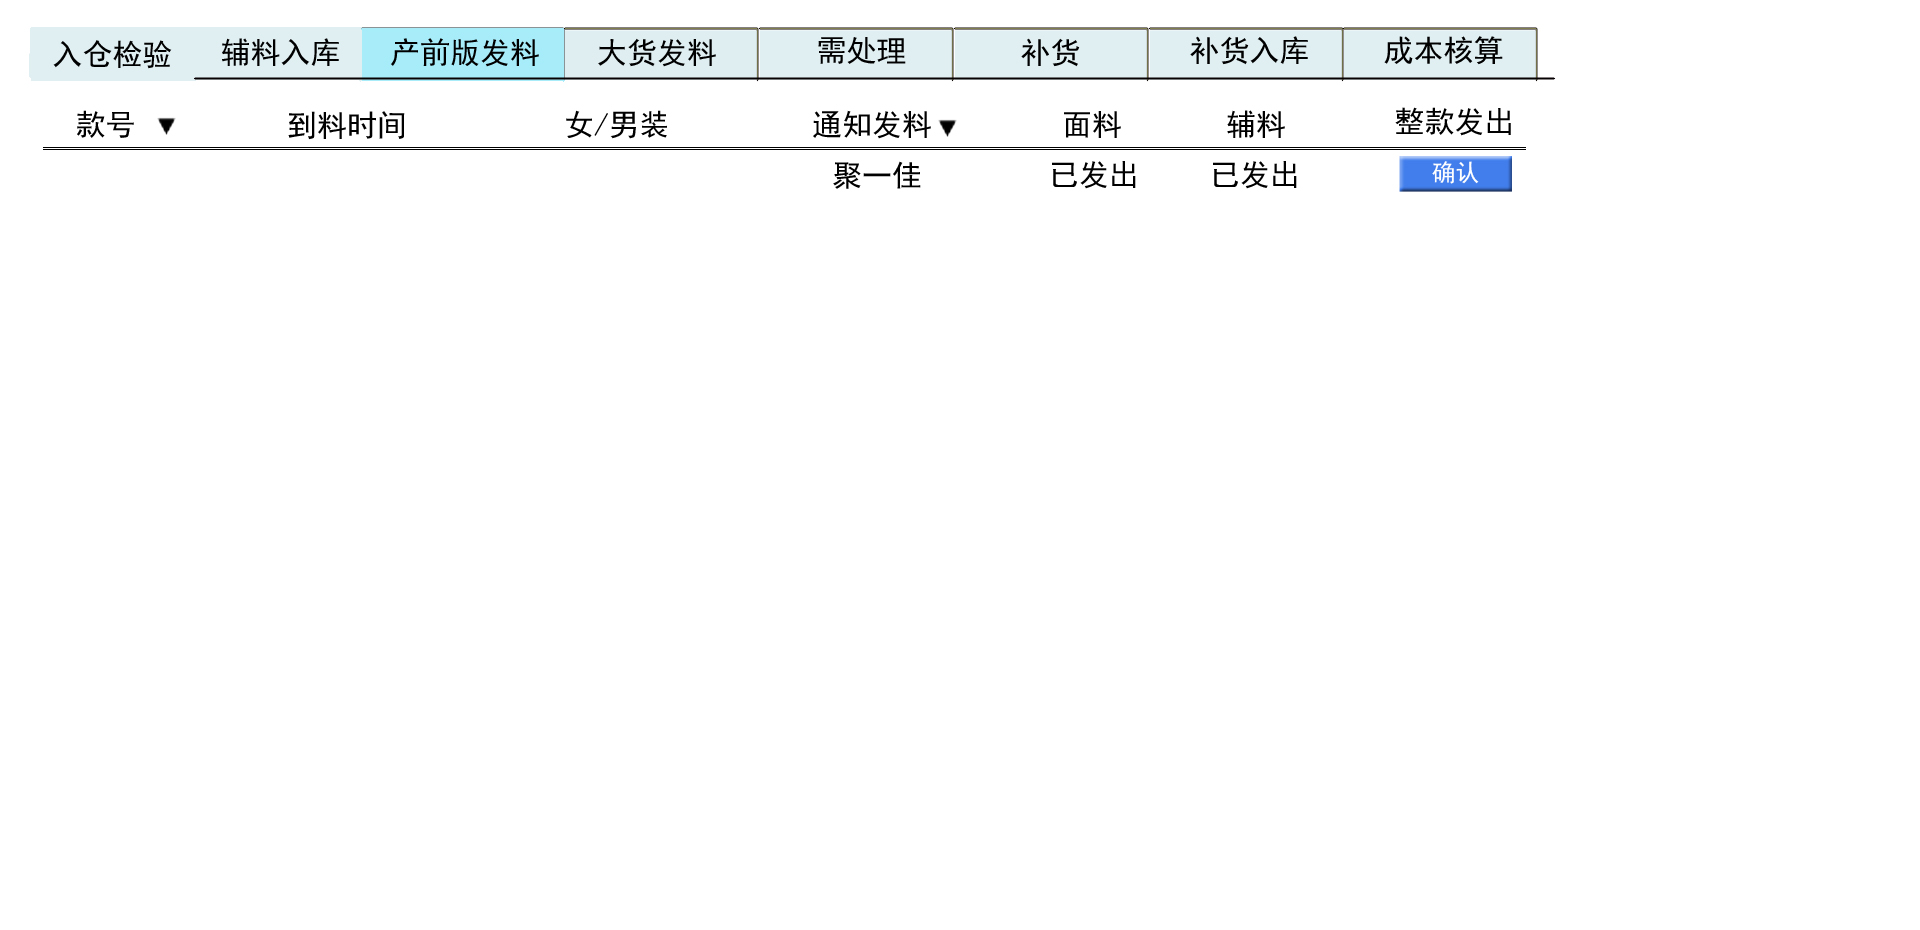 入仓检验 辅料入库 产前版发料 大货发料 需处理 补货 补货入库 成本核算
款号 ▼ 到料时间 女/男装 通知发料▼ 面料 辅料 整款发出
聚一佳 已发出 已发出 确认